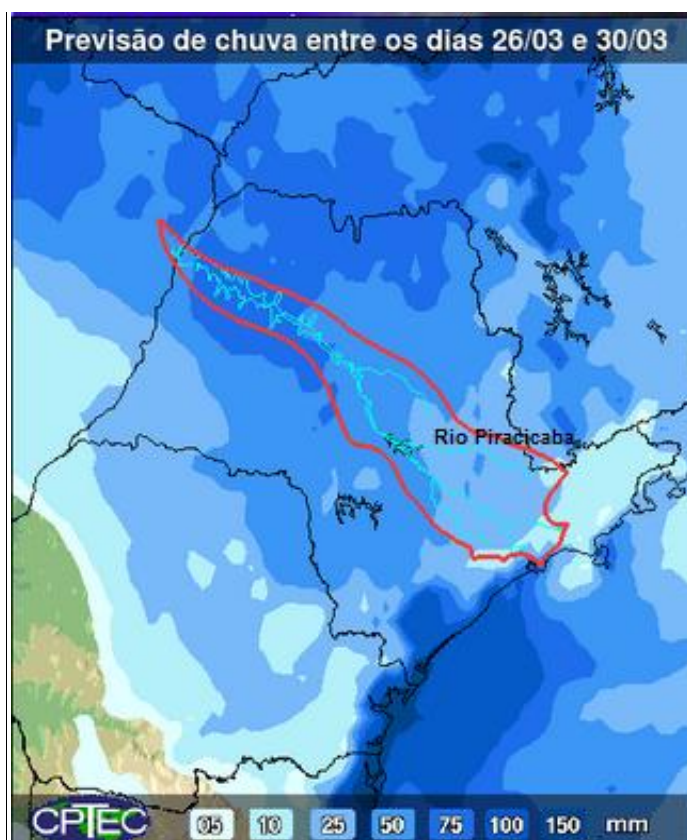 Previsão de chuva entre os dias 26/03 e 30/03
Rio Piracicaba
CPTEC 05 10 25 50 75 100 150 mm